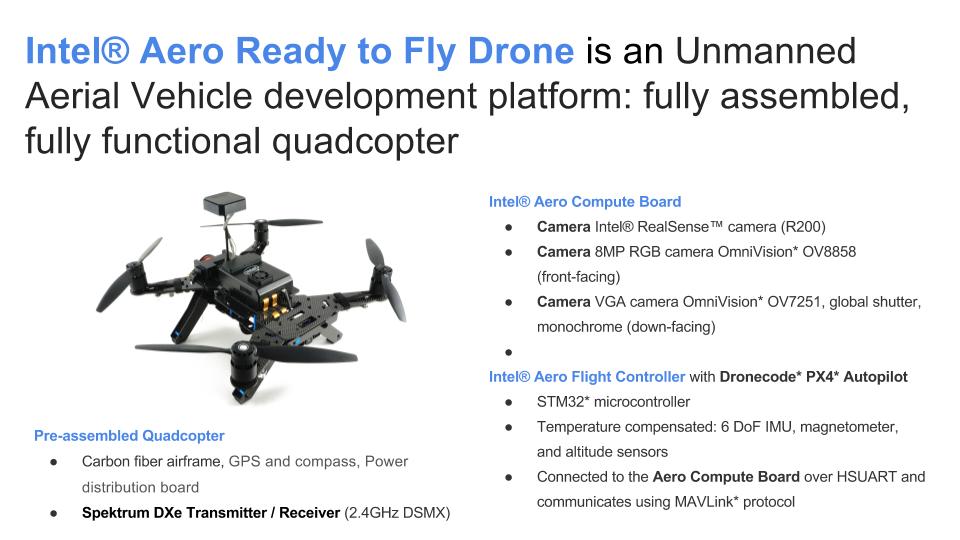 Intel® Aero Ready to Fly Drone is an Unmanned
Aerial Vehicle development platform: fully assembled,
fully functional quadcopter
Pre-assembled Quadcopter
● Carbon fiber airframe, GPS and compass, Power
distribution board
● Spektrum DXe Transmitter / Receiver (2.4GHz DSMX)
Intel® Aero Compute Board
● Camera Intel® RealSense™ camera (R200)
● Camera 8MP RGB camera OmniVision* OV8858
(front-facing)
● Camera VGA camera OmniVision* OV7251, global shutter,
monochrome (down-facing)
●
Intel® Aero Flight Controller with Dronecode* PX4* Autopilot
● STM32* microcontroller
● Temperature compensated: 6 DoF IMU, magnetometer,
and altitude sensors
● Connected to the Aero Compute Board over HSUART and
communicates using MAVLink* protocol